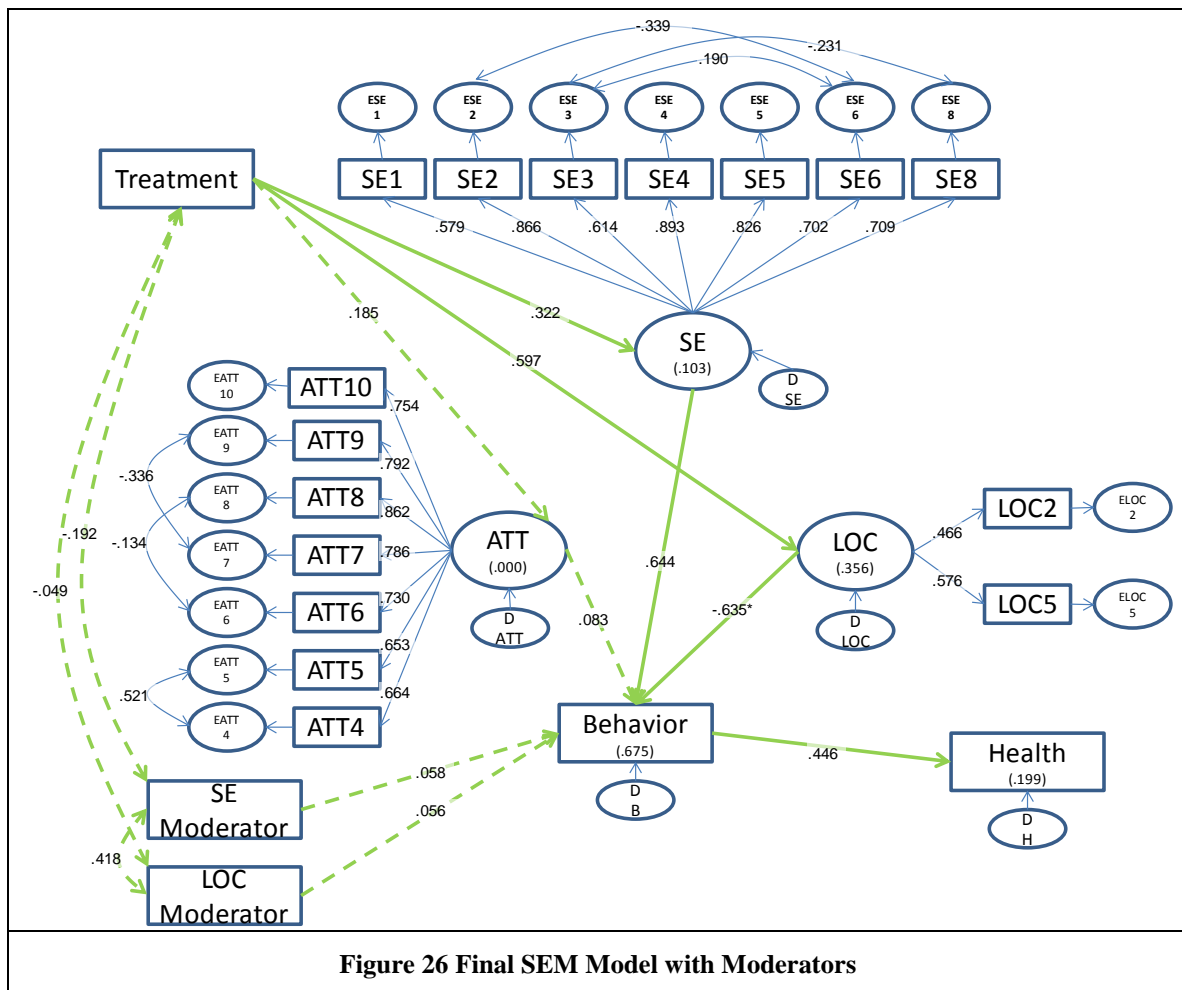 -.339
-.231
.190
ESE
1
ESE
2
ESE
3
ESE
4
ESE
5
ESE
6
ESE
8
Treatment
SE1
SE2
SE3
SE4
SE5
SE6
SE8
.579
.866
.614
.893
.826
.702
.709
.185
.322
.597
SE
(.103)
D
SE
EATT
10
ATT10
.754
EATT
9
ATT9
.792
-.336
EATT
8
ATT8
.862
-.134
EATT
7
ATT7
.786
EATT
6
ATT6
.730
EATT
5
ATT5
.653
.521
EATT
4
ATT4
.664
-.192
-.049
ATT
(.000)
D
ATT
.083
.644
-.635*
LOC
(.356)
D
LOC
.466
LOC2
ELOC
2
.576
LOC5
ELOC
5
SE
Moderator
.058
.056
.418
LOC
Moderator
Behavior
(.675)
D
B
.446
Health
(.199)
D
H
Figure 26 Final SEM Model with Moderators